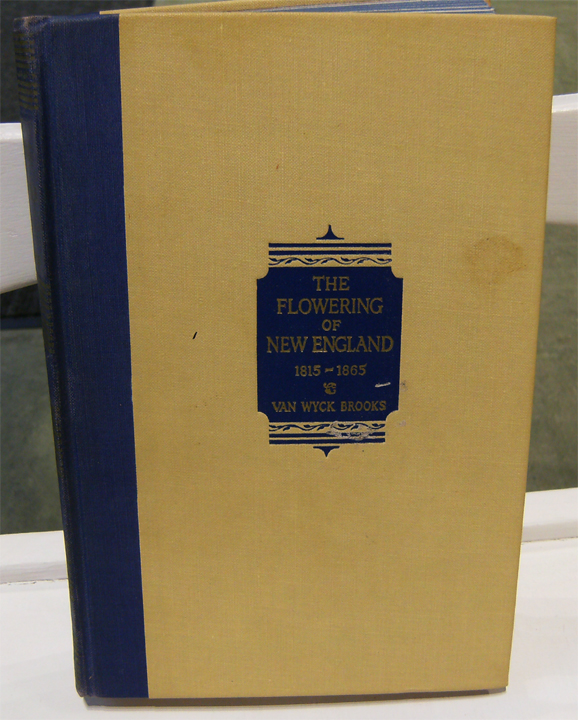 THE
FLOWERING
OF
NEW ENGLAND
1815-1865
VAN WYCK BROOKS